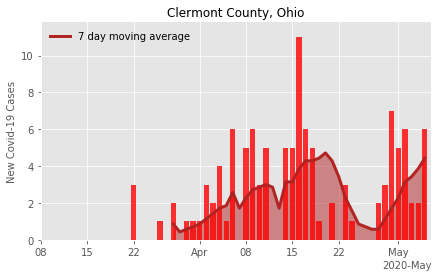 Clermont County, Ohio
7 day moving average
New Covid-19 Cases
10
8
6
4
2
0
08 15 22 Apr 08 15 22 May
2020-May